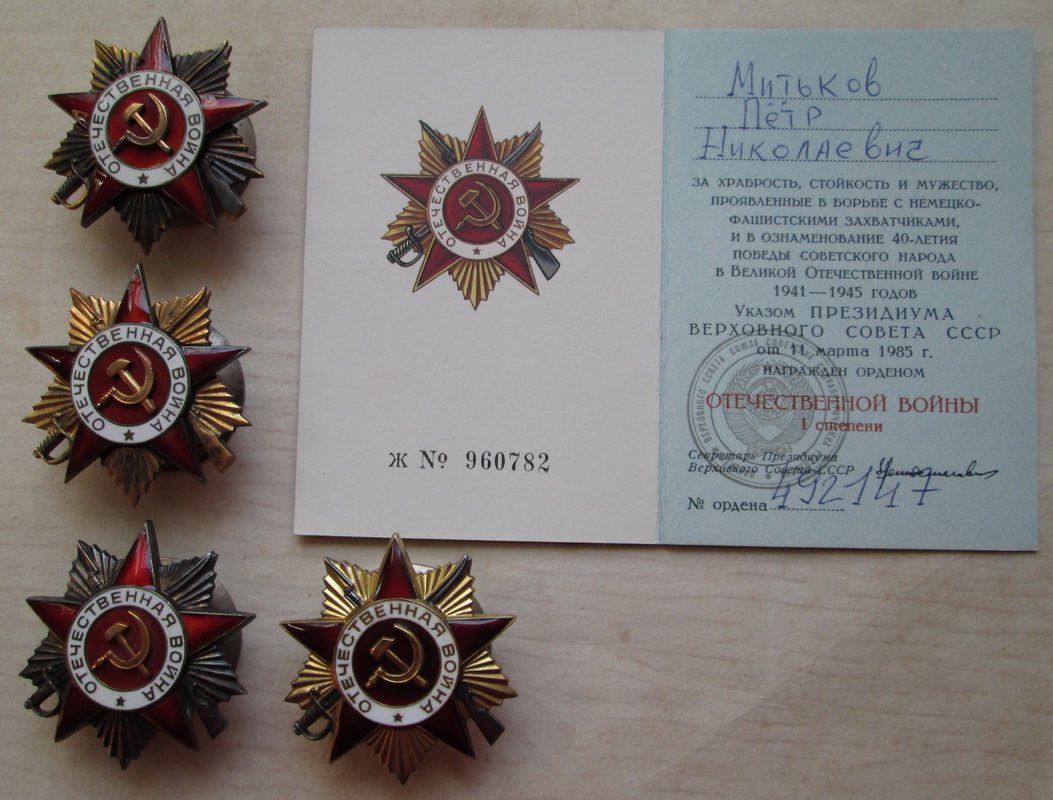 ОТЕЧЕСТВЕННАЯ ВОЙНА
ОТЕЧЕСТВЕННАЯ ВОЙНА
ОТЕЧЕСТВЕННАЯ ВОЙНА
ОТЕЧЕСТВЕННАЯ ВОЙНА
ОТЕЧЕСТВЕННАЯ ВОЙНА
Ж № 960782
Митьков
Пётр
Николаевич
ЗА ХРАБРОСТЬ, СТОЙКОСТЬ И МУЖЕСТВО,
ПРОЯВЛЕННЫЕ В БОРЬБЕ С НЕМЕЦКО-
ФАШИСТСКИМИ ЗАХВАТЧИКАМИ,
И В ОЗНАМЕНОВАНИЕ 40-ЛЕТИЯ
ПОБЕДЫ СОВЕТСКОГО НАРОДА
В ВЕЛИКОЙ ОТЕЧЕСТВЕННОЙ ВОЙНЕ
1941—1945 ГОДОВ
УКАЗОМ ПРЕЗИДИУМА
ВЕРХОВНОГО СОВЕТА СССР
от 11 марта 1985 г.
НАГРАЖДЕН ОРДЕНОМ
ОТЕЧЕСТВЕННОЙ ВОЙНЫ
I степени
Секретарь Президиума
Верховного Совета СССР
№ ордена 492147